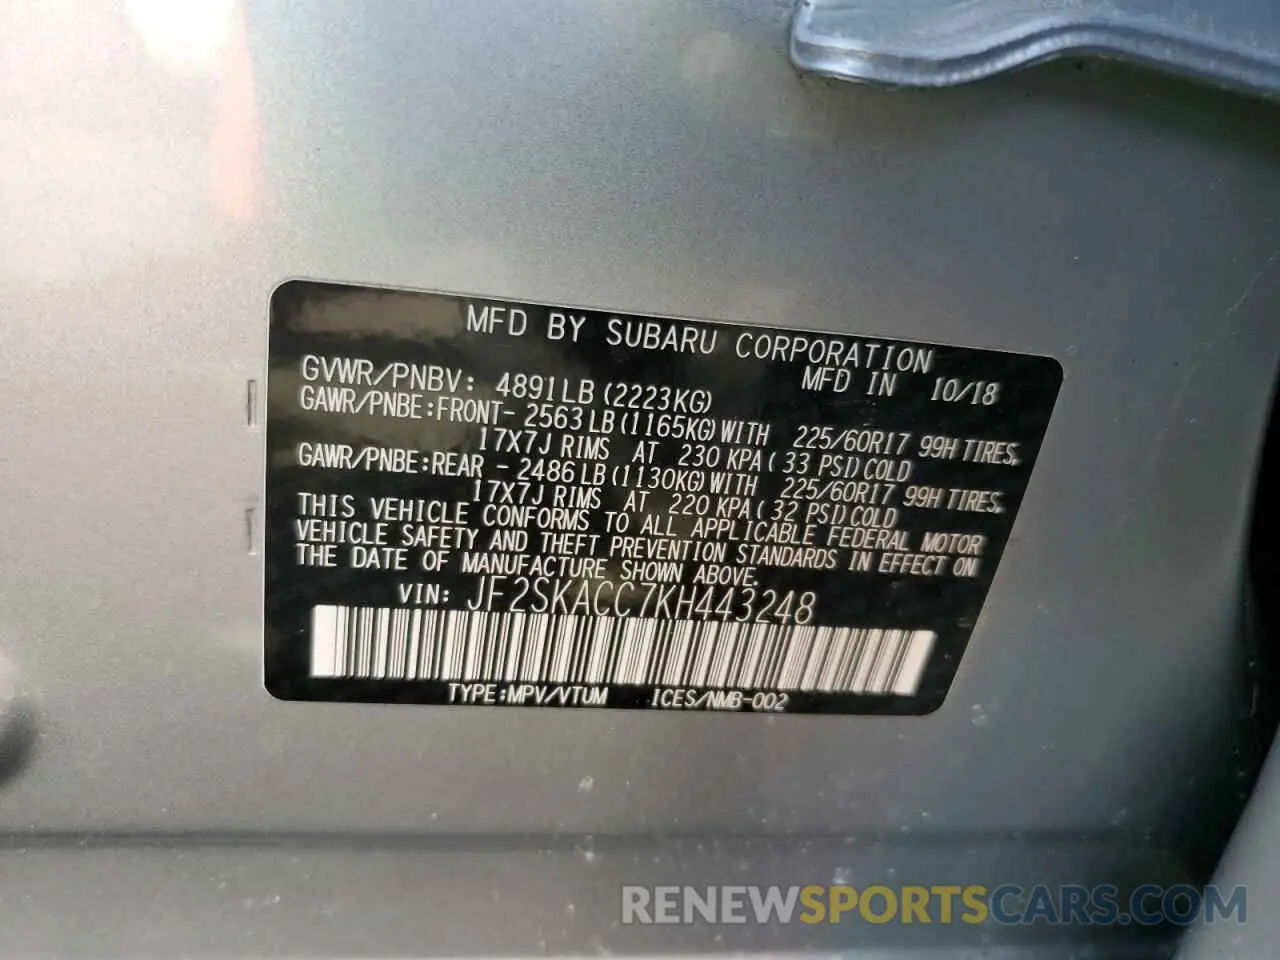 MFD BY SUBARU CORPORATION
MFD IN 10/18
GVWR/PNBV: 4891LB (2223KG)
GAWR/PNBE:FRONT- 2563LB(1165KG)WITH 225/60R17 99H TIRES,
17X7J RIMS AT 230 KPA( 33 PSI)COLD
GAWR/PNBE:REAR - 2486LB(1130KG)WITH 225/60R17 99H TIRES,
17X7J RIMS AT 220 KPA( 32 PSI)COLD
THIS VEHICLE CONFORMS TO ALL APPLICABLE FEDERAL MOTOR
VEHICLE SAFETY AND THEFT PREVENTION STANDARDS IN EFFECT ON
THE DATE OF MANUFACTURE SHOWN ABOVE.
VIN: JF2SKACC7KH443248
TYPE:MPV/VTUM ICES/NMB-002
RENEWSPORTSCARS.COM